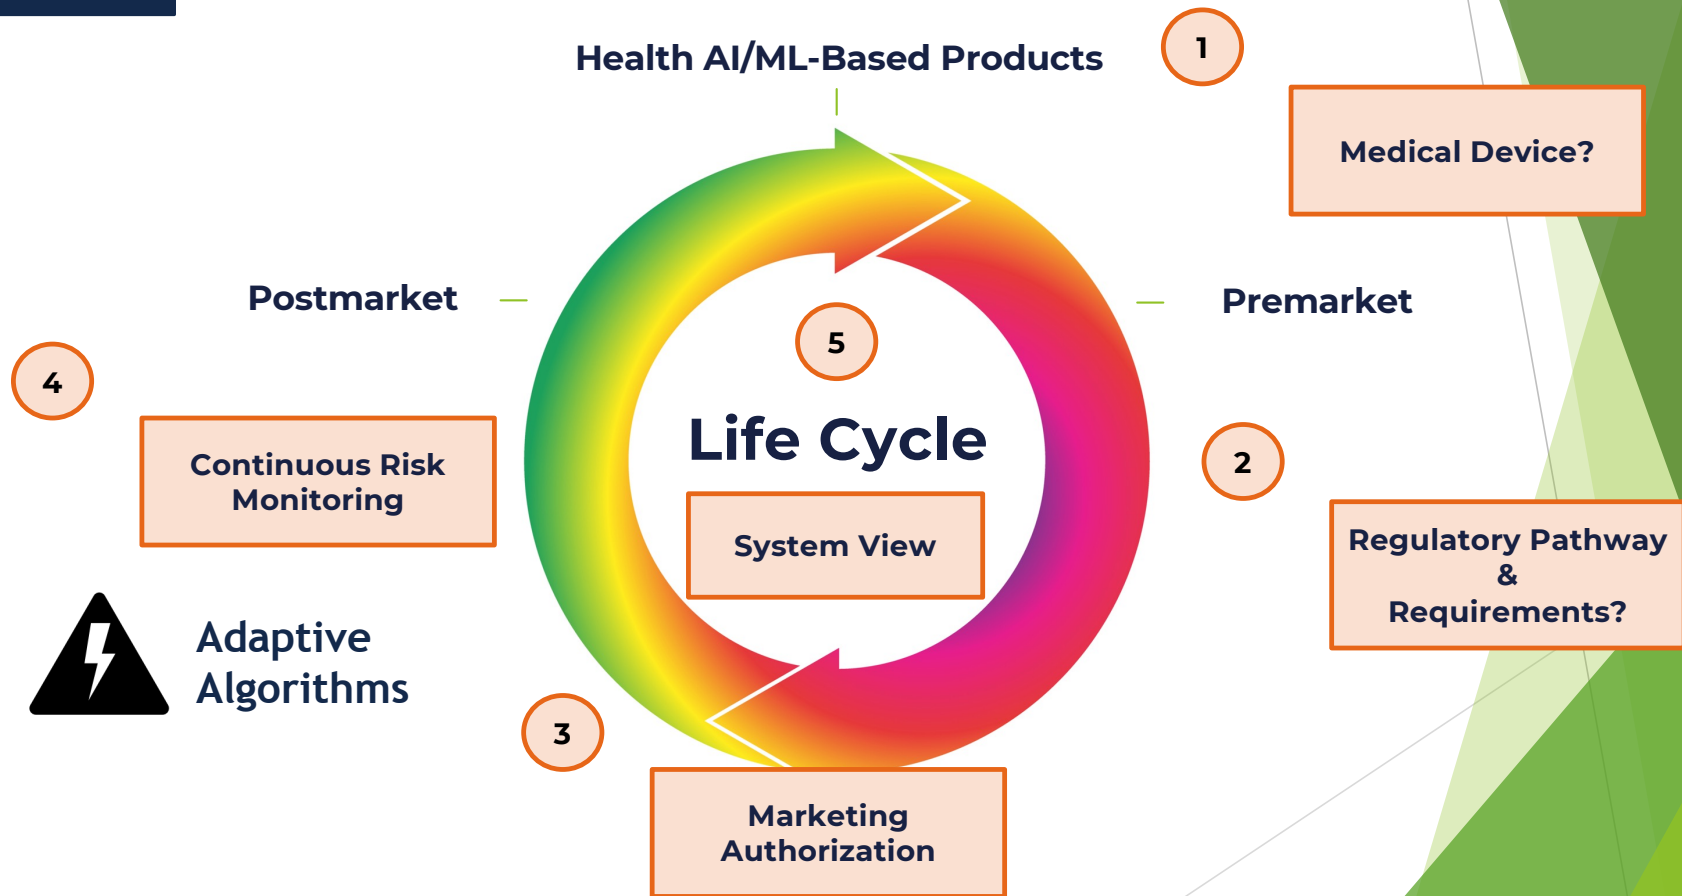 Health AI/ML-Based Products
1
Medical Device?
Postmarket
Premarket
5
4
Life Cycle
2
Continuous Risk
Monitoring
System View
Regulatory Pathway
&
Requirements?
Adaptive
Algorithms
3
Marketing
Authorization